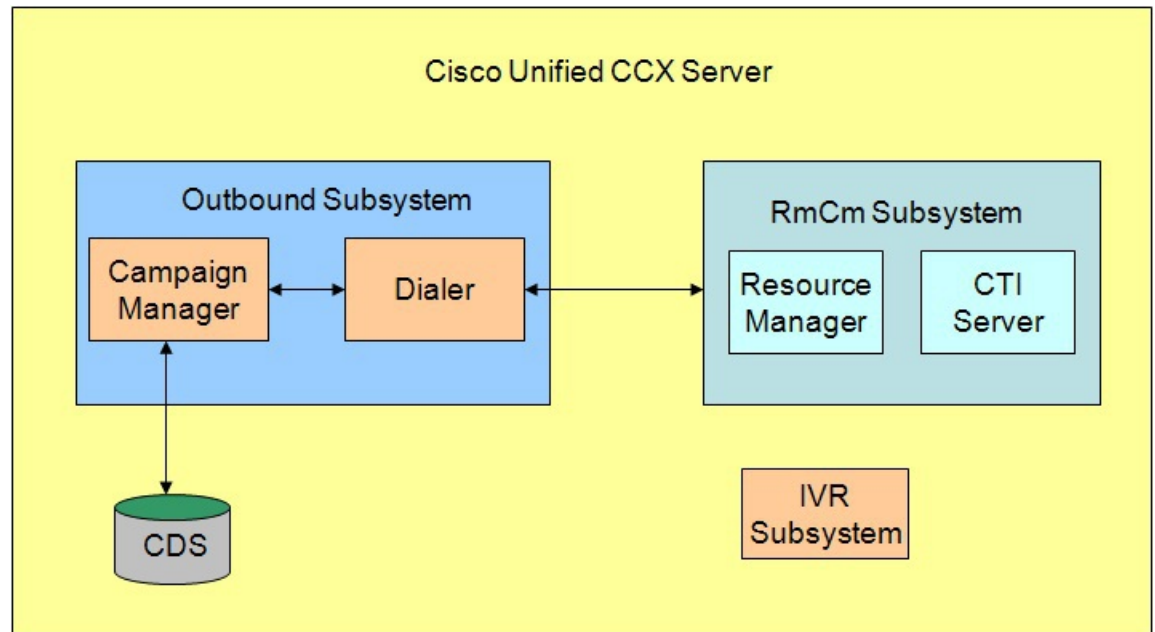 Cisco Unified CCX Server
Outbound Subsystem
Campaign
Manager
Dialer
RmCm Subsystem
Resource
Manager
CTI
Server
CDS
IVR
Subsystem